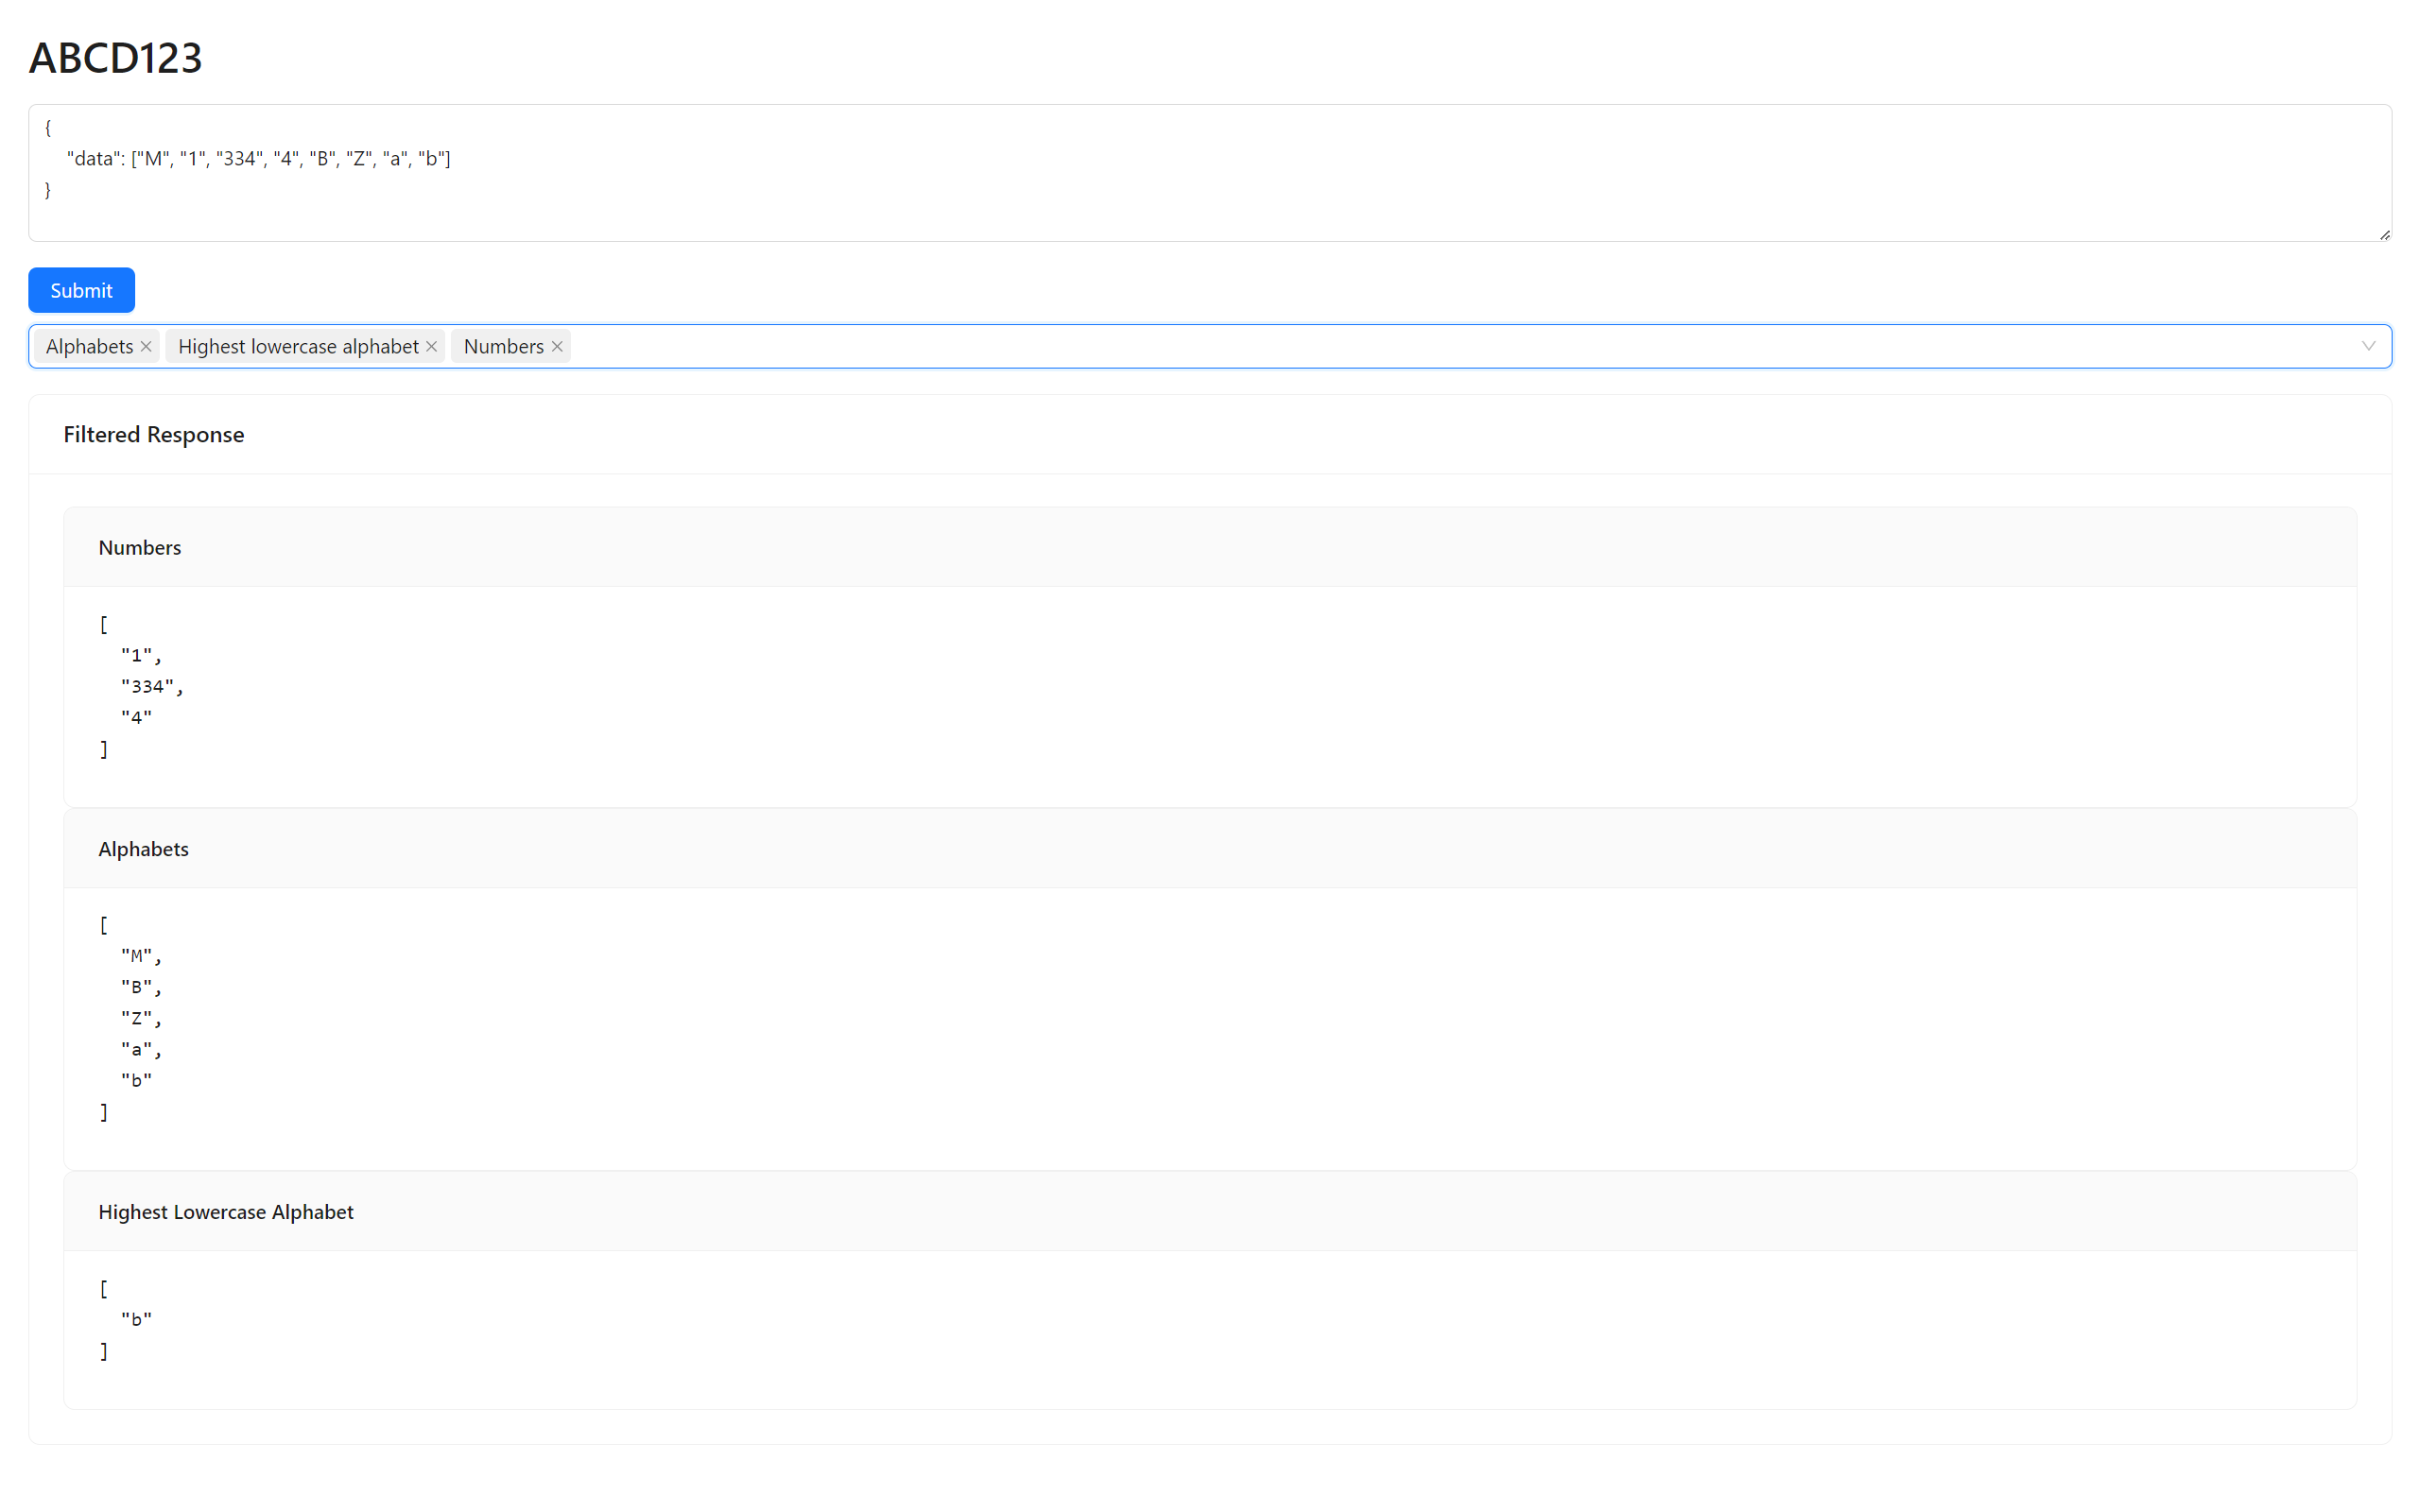 ABCD123
{
"data": ["M", "1", "334", "4", "B", "Z", "a", "b"]
}
Submit
Alphabets Highest lowercase alphabet Numbers
Filtered Response
Numbers
[
"1",
"334",
"4"
]
Alphabets
[
"M",
"B",
"Z",
"a",
"b"
]
Highest Lowercase Alphabet
[
"b"
]